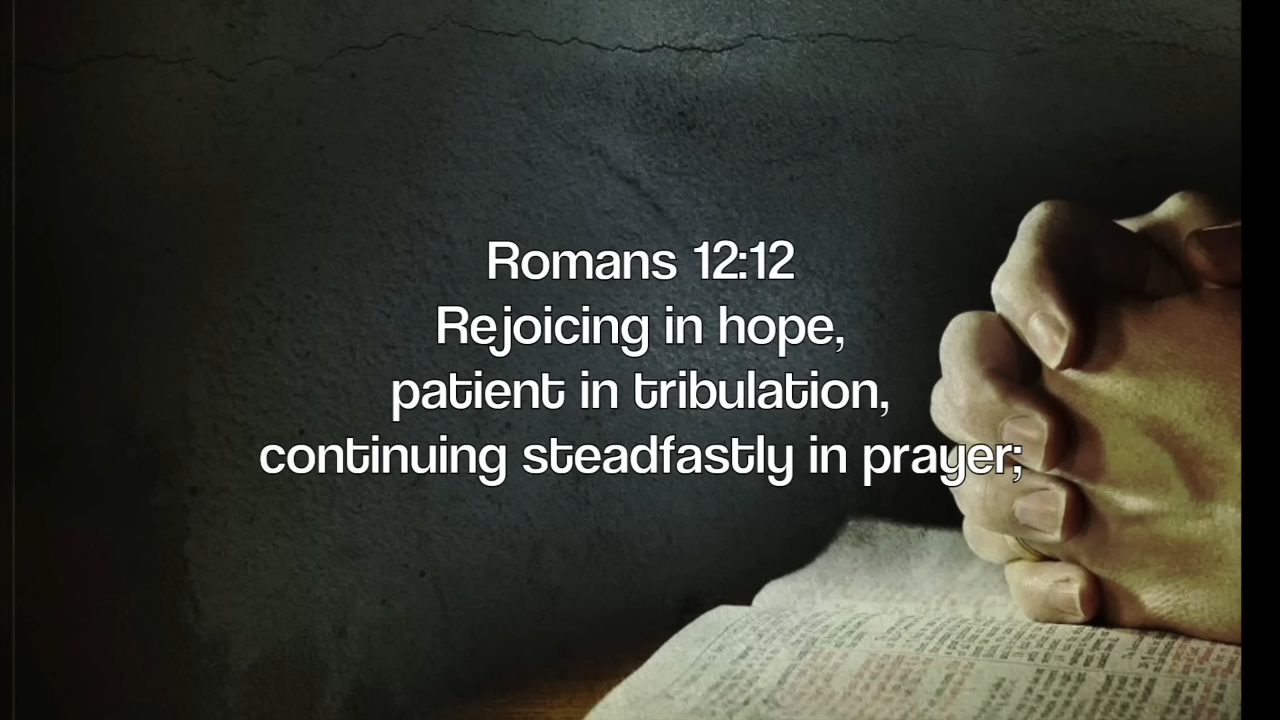 Romans 12:12
Rejoicing in hope,
patient in tribulation,
continuing steadfastly in prayer;